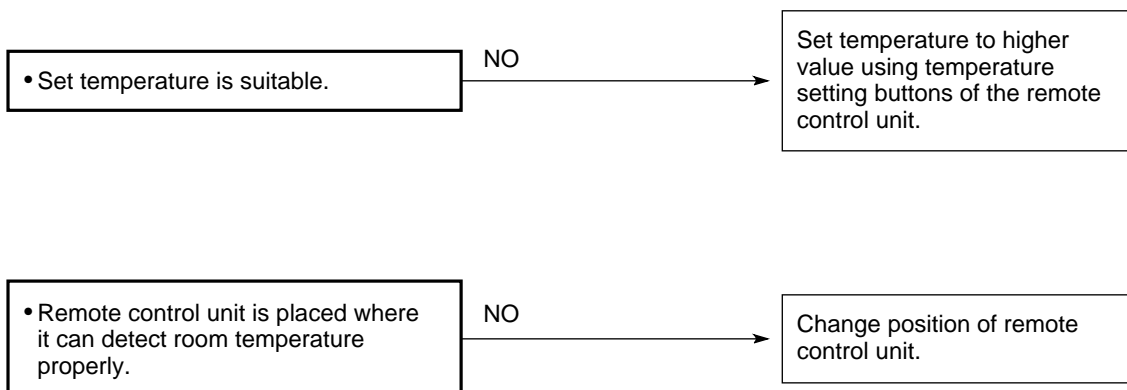 • Set temperature is suitable.
NO
Set temperature to higher
value using temperature
setting buttons of the remote
control unit.
• Remote control unit is placed where
it can detect room temperature
properly.
NO
Change position of remote
control unit.